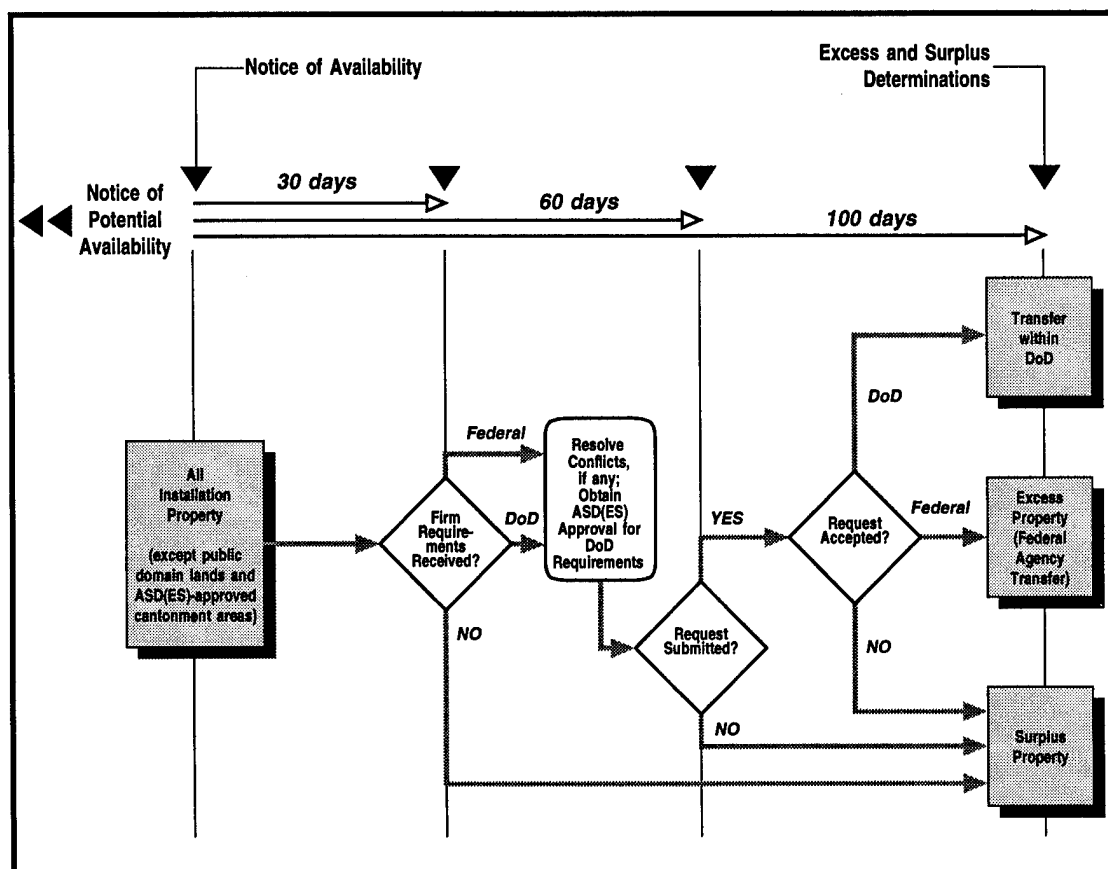 Notice of Availability
Excess and Surplus
Determinations
Notice of
Potential
Availability
30 days
60 days
100 days
Transfer
within
DoD
DoD
Federal
Resolve
Conflicts,
if any;
Obtain
ASD(ES)
Approval for
DoD
Requirements
All
Installation
Property
(except public
domain lands and
ASD(ES)-approved
cantonment areas)
Firm
Require-
ments
Received?
DoD
YES
Request
Accepted?
Federal
Excess
Property
(Federal
Agency
Transfer)
NO
Request
Submitted?
NO
NO
Surplus
Property